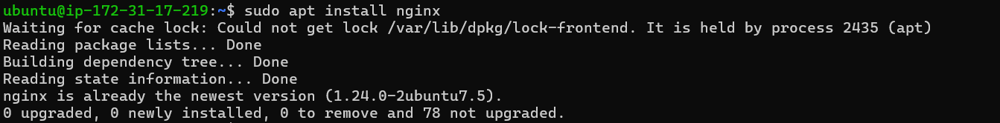 ubuntu@ip-172-31-17-219:~$ sudo apt install nginx
Waiting for cache lock: Could not get lock /var/lib/dpkg/lock-frontend. It is held by process 2435 (apt)
Reading package lists... Done
Building dependency tree... Done
Reading state information... Done
nginx is already the newest version (1.24.0-2ubuntu7.5).
0 upgraded, 0 newly installed, 0 to remove and 78 not upgraded.